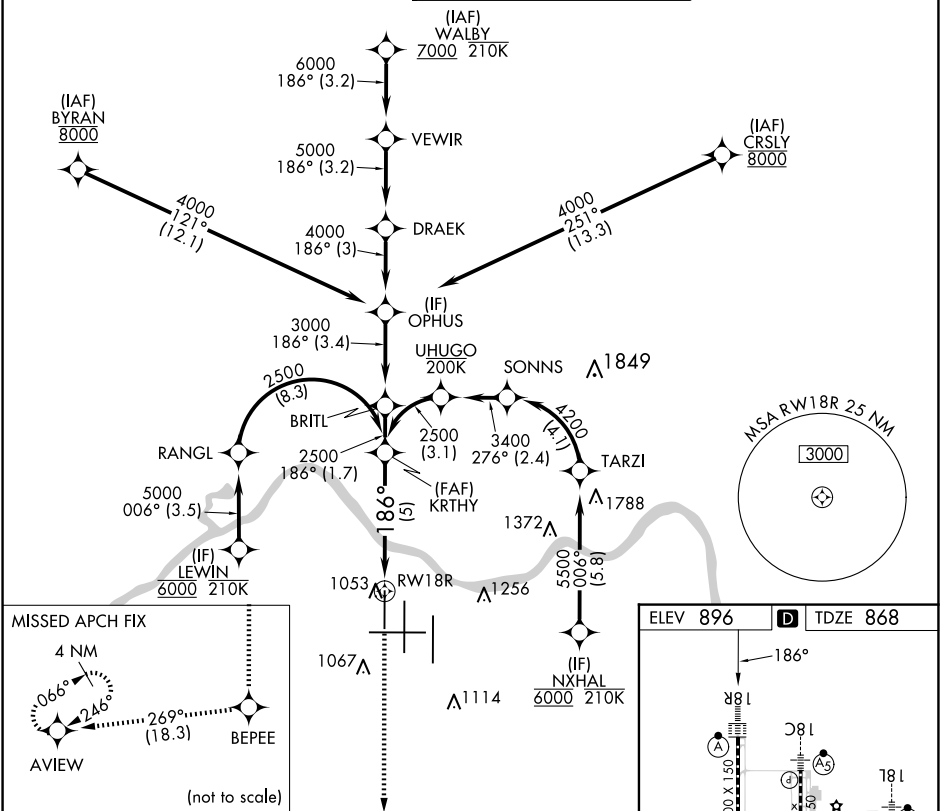 (IAF)
WALBY
7000 210K
6000
186° (3.2)
(IAF)
BYRAN
8000
VEWIR
(IAF)
CRSLY
8000
5000
186° (3.2)
4000
121°
(12.1)
4000
186° (3)
DRAEK
4000
251°
(13.3)
(IF)
OPHUS
3000
186° (3.4)
UHUGO
200K
SONNS
1849
2500
(8.3)
BRITL
2500
(3.1)
3400
276° (2.4)
4200
(4.1)
MSA RW18R 25 NM
3000
RANGL
2500
186° (1.7)
(FAF)
KRTHY
TARZI
1788
5000
006° (3.5)
186°
(5)
1372
5500
006°
(5.8)
(IF)
LEWIN
6000 210K
1053
RW18R
1256
MISSED APCH FIX
4 NM
066°
246°
269°
(18.3)
AVIEW
BEPEE
(not to scale)
1067
1114
(IF)
NXHAL
6000 210K
ELEV 896
D
TDZE 868
186°
18R
18C
A
A5
P
18L
00 X 150
50